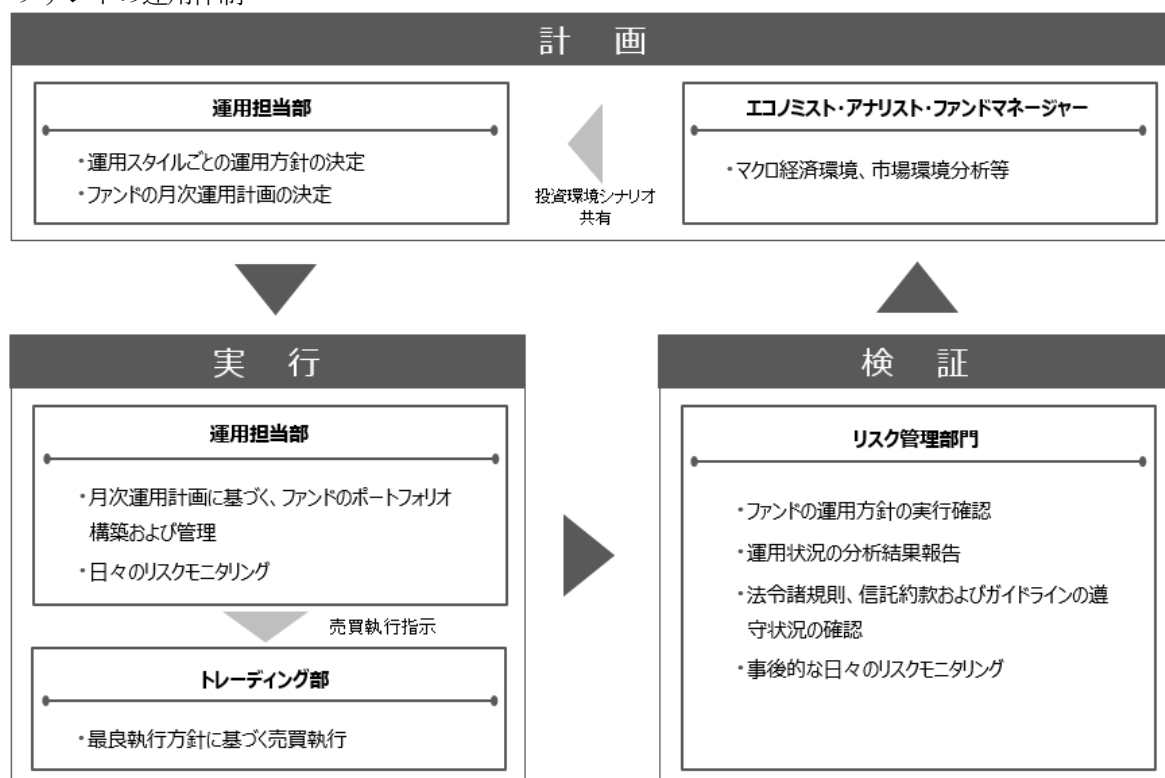 ファンドの運用体制
計 画
運用担当部
・運用スタイルごとの運用方針の決定
・ファンドの月次運用計画の決定
投資環境シナリオ
共有
エコノミスト・アナリスト・ファンドマネージャー
・マクロ経済環境、市場環境分析等
実 行
運用担当部
・月次運用計画に基づく、ファンドのポートフォリオ
構築および管理
・日々のリスクモニタリング
売買執行指示
トレーディング部
・最良執行方針に基づく売買執行
検 証
リスク管理部門
・ファンドの運用方針の実行確認
・運用状況の分析結果報告
・法令諸規則、信託約款およびガイドラインの遵
守状況の確認
・事後的な日々のリスクモニタリング